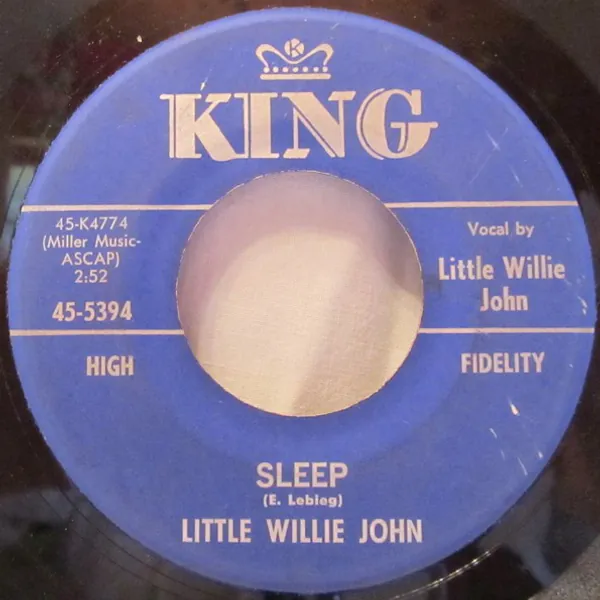 K
KING
45-K4774
(Miller Music-
ASCAP)
2:52
45-5394
Vocal by
Little Willie
John
HIGH
FIDELITY
SLEEP
(E. Lebieg)
LITTLE WILLIE JOHN